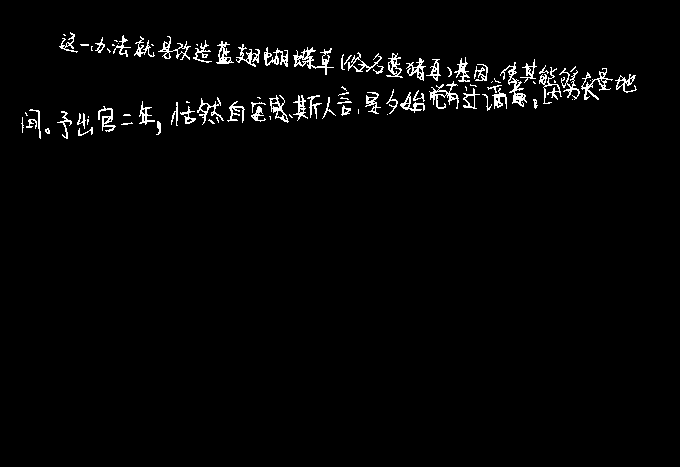 这一办法就是改造蓝翅蝴蝶草(俗名蓝猪耳)基因,使其能够在基地
间。予出官二年,恬然自安,感斯人言,是夕始觉有迁谪意,因为长